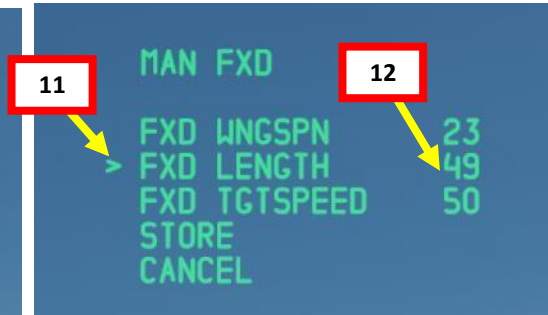 MAN FXD
11
12
FXD WNGSPN 23
> FXD LENGTH 49
FXD TGTSPEED 50
STORE
CANCEL